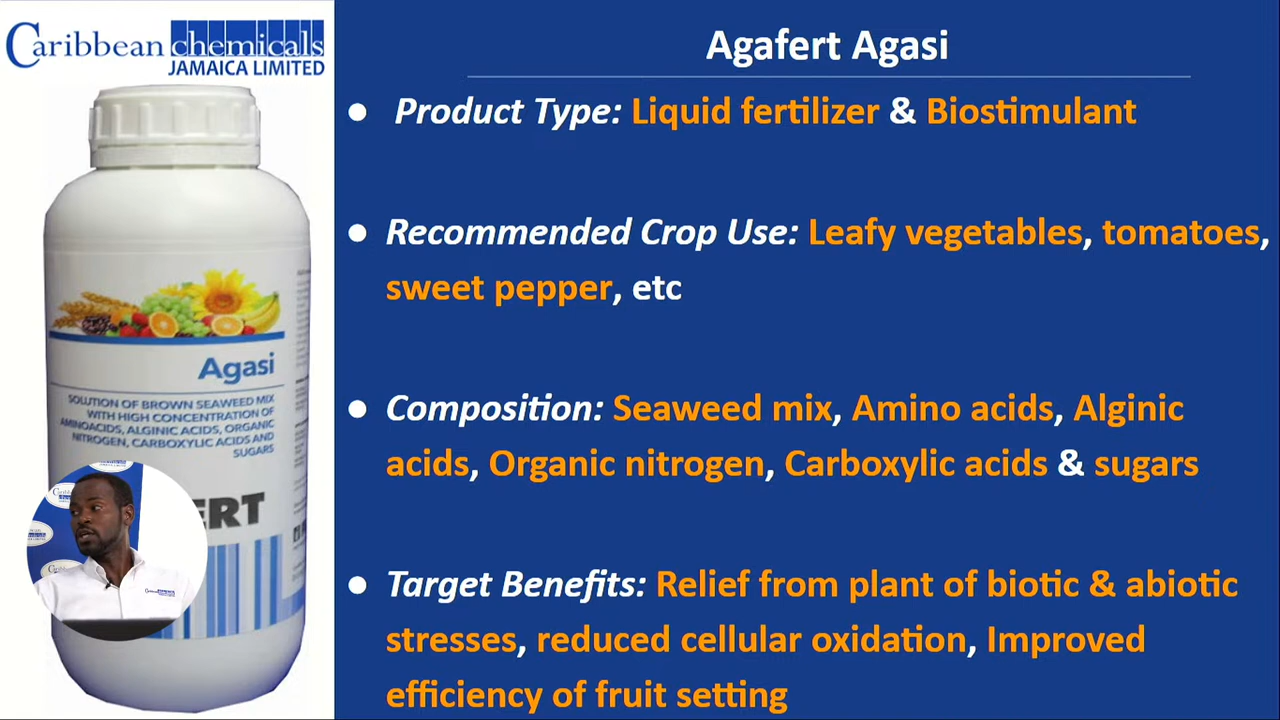 Caribbean chemicals
JAMAICA LIMITED
Agafert Agasi
● Product Type: Liquid fertilizer & Biostimulant
● Recommended Crop Use: Leafy vegetables, tomatoes,
sweet pepper, etc
● Composition: Seaweed mix, Amino acids, Alginic
acids, Organic nitrogen, Carboxylic acids & sugars
● Target Benefits: Relief from plant of biotic & abiotic
stresses, reduced cellular oxidation, Improved
efficiency of fruit setting
Agasi
SOLUTION OF BROWN SEAWEED MIX
WITH HIGH CONCENTRATION OF
AMINOACIDS, ALGINIC ACIDS, ORGANIC
NITROGEN, CARBOXYLIC ACIDS AND
SUGARS
ERT